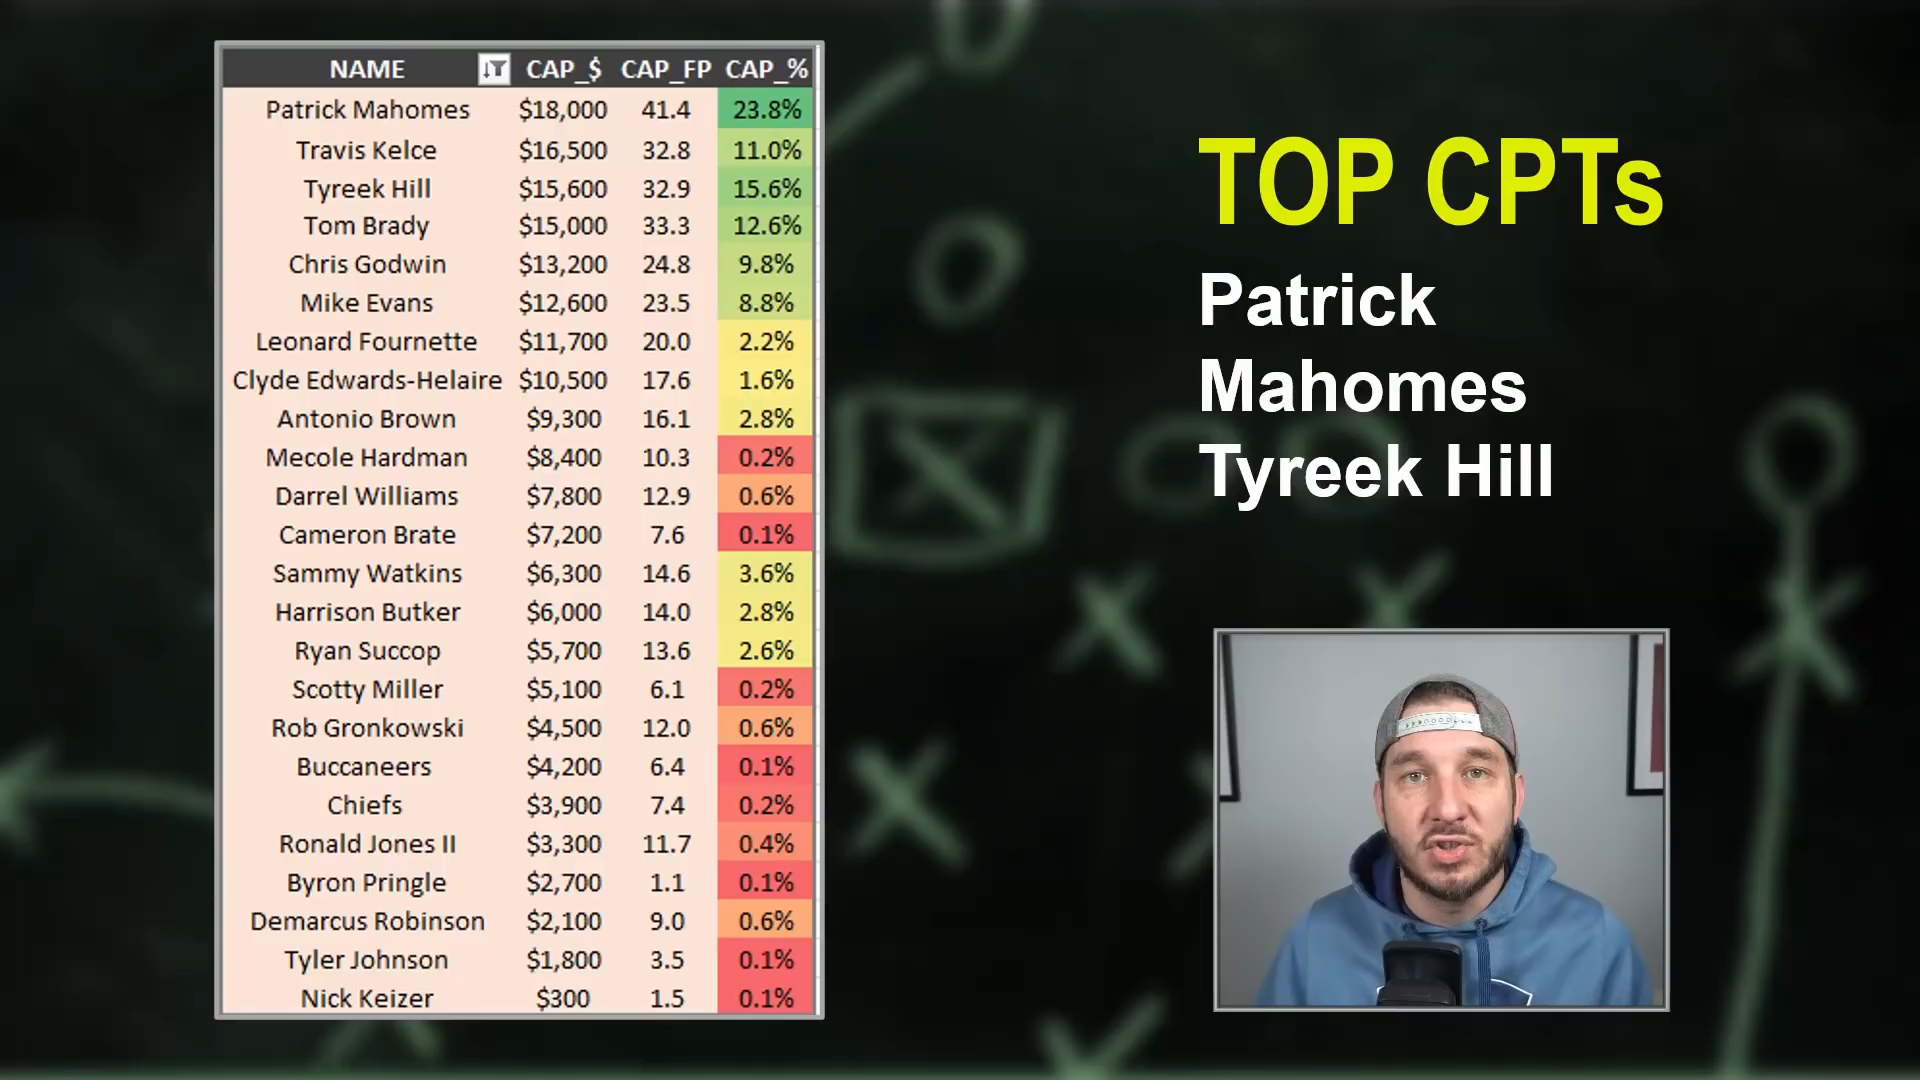 NAME CAP_$ CAP_FP CAP_%
Patrick Mahomes $18,000 41.4 23.8%
Travis Kelce $16,500 32.8 11.0%
Tyreek Hill $15,600 32.9 15.6%
Tom Brady $15,000 33.3 12.6%
Chris Godwin $13,200 24.8 9.8%
Mike Evans $12,600 23.5 8.8%
Leonard Fournette $11,700 20.0 2.2%
Clyde Edwards-Helaire $10,500 17.6 1.6%
Antonio Brown $9,300 16.1 2.8%
Mecole Hardman $8,400 10.3 0.2%
Darrel Williams $7,800 12.9 0.6%
Cameron Brate $7,200 7.6 0.1%
Sammy Watkins $6,300 14.6 3.6%
Harrison Butker $6,000 14.0 2.8%
Ryan Succop $5,700 13.6 2.6%
Scotty Miller $5,100 6.1 0.2%
Rob Gronkowski $4,500 12.0 0.6%
Buccaneers $4,200 6.4 0.1%
Chiefs $3,900 7.4 0.2%
Ronald Jones II $3,300 11.7 0.4%
Byron Pringle $2,700 1.1 0.1%
Demarcus Robinson $2,100 9.0 0.6%
Tyler Johnson $1,800 3.5 0.1%
Nick Keizer $300 1.5 0.1%
TOP CPTs
Patrick
Mahomes
Tyreek Hill